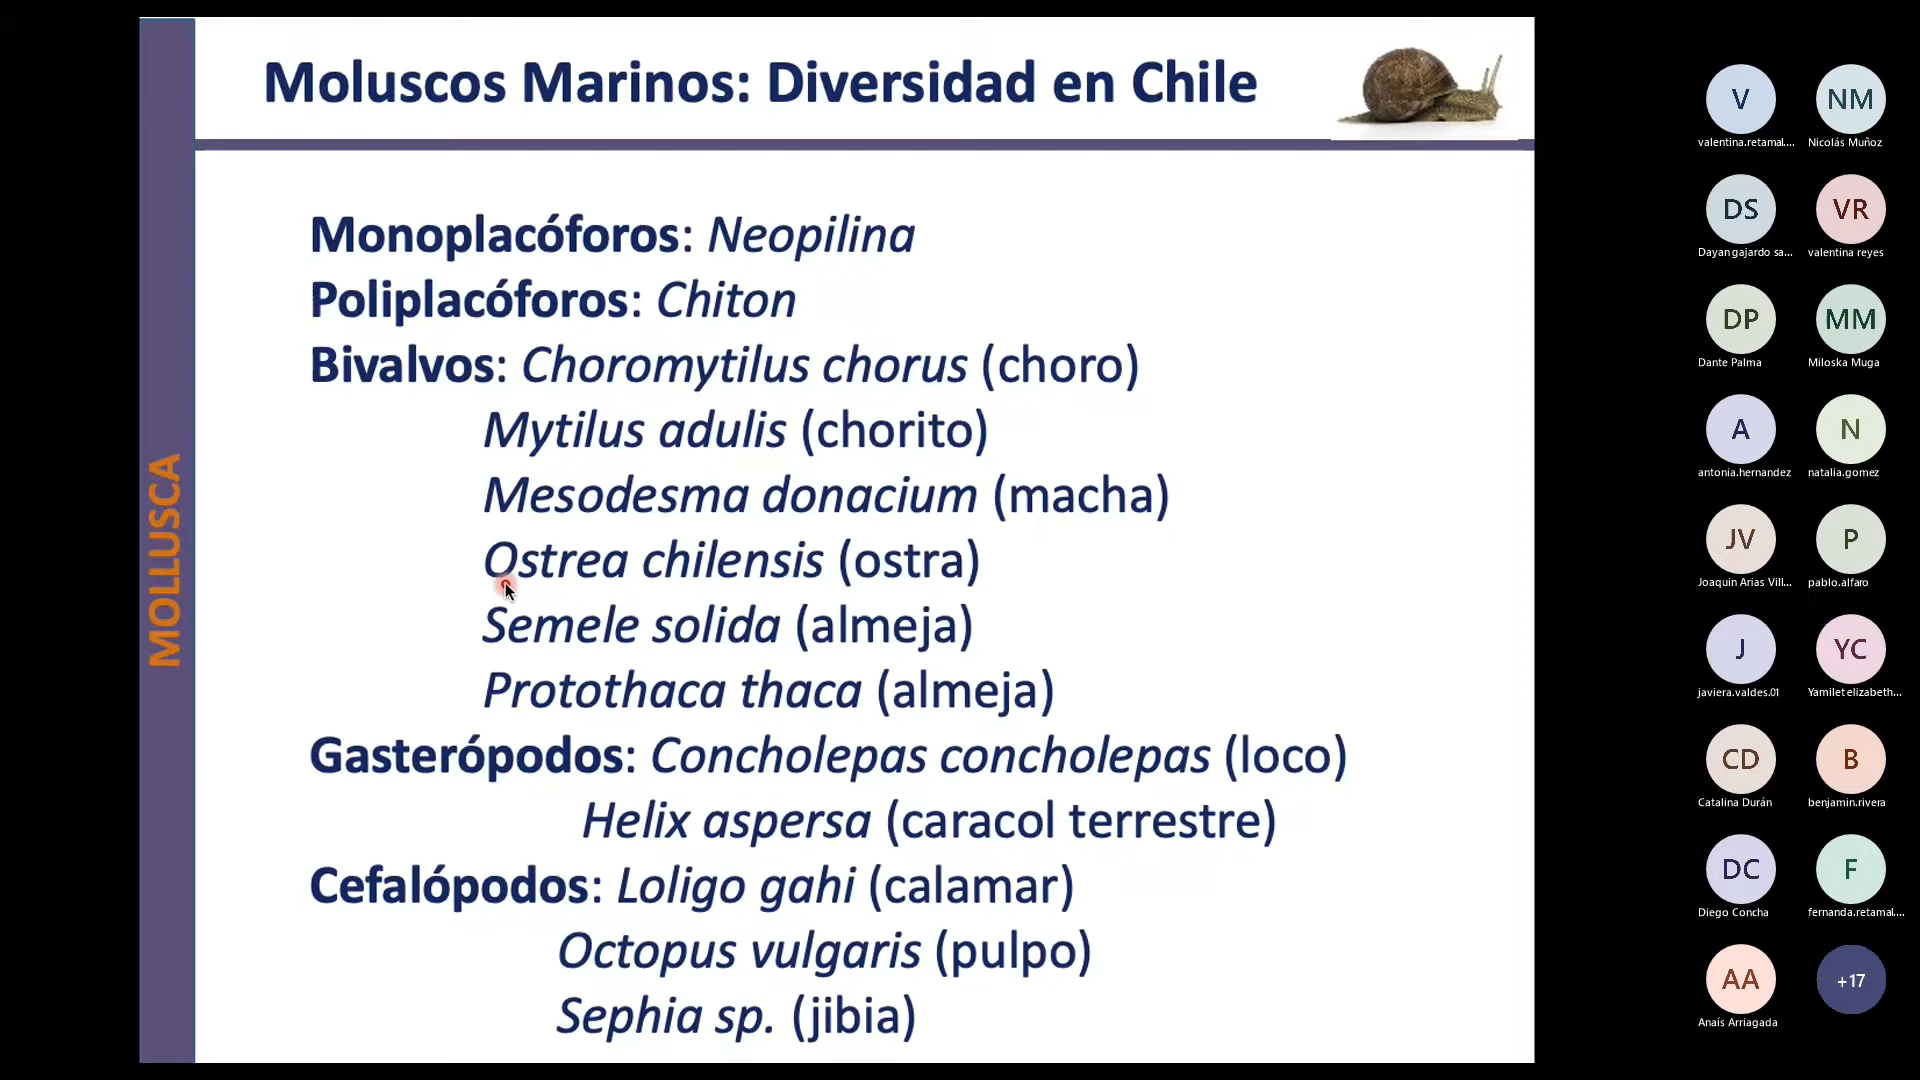 Moluscos Marinos: Diversidad en Chile
MOLLUSCA
Monoplacóforos: Neopilina
Poliplacóforos: Chiton
Bivalvos: Choromytilus chorus (choro)
Mytilus adulis (chorito)
Mesodesma donacium (macha)
Ostrea chilensis (ostra)
Semele solida (almeja)
Protothaca thaca (almeja)
Gasterópodos: Concholepas concholepas (loco)
Helix aspersa (caracol terrestre)
Cefalópodos: Loligo gahi (calamar)
Octopus vulgaris (pulpo)
Sephia sp. (jibia)
V
NM
valentina.retamal....
Nicolás Muñoz
DS
VR
Dayan gajardo sa...
valentina reyes
DP
MM
Dante Palma
Miloska Muga
A
N
antonia.hernandez
natalia.gomez
JV
P
Joaquin Arias Vill...
pablo.alfaro
J
YC
javiera.valdes.01
Yamilet elizabeth...
CD
B
Catalina Durán
benjamin.rivera
DC
F
Diego Concha
fernanda.retamal....
AA
+17
Anaís Arriagada